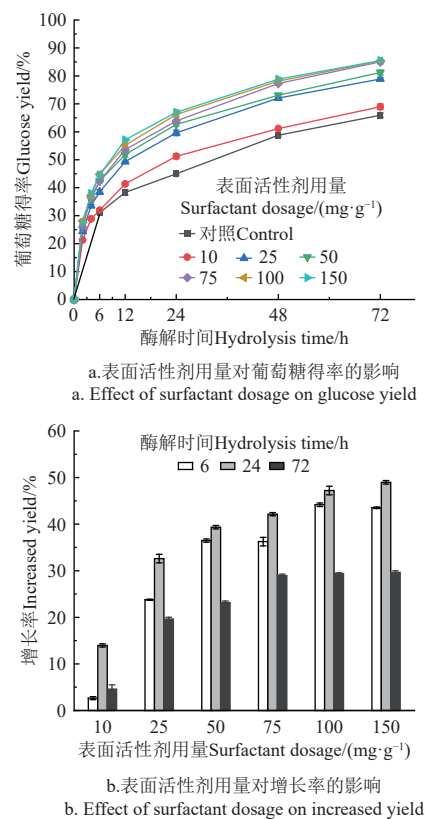 100
90
80
70
60
50
40
30
20
10
0
葡萄糖得率Glucose yield/%
表面活性剂用量
Surfactant dosage/(mg·g⁻¹)
对照Control
10 25 50
75 100 150
0 6 12 24 48 72
酶解时间Hydrolysis time/h
a.表面活性剂用量对葡萄糖得率的影响
a. Effect of surfactant dosage on glucose yield
酶解时间Hydrolysis time/h
6 24 72
60
50
40
30
20
10
0
增长率Increased yield/%
10 25 50 75 100 150
表面活性剂用量Surfactant dosage/(mg·g⁻¹)
b.表面活性剂用量对增长率的影响
b. Effect of surfactant dosage on increased yield